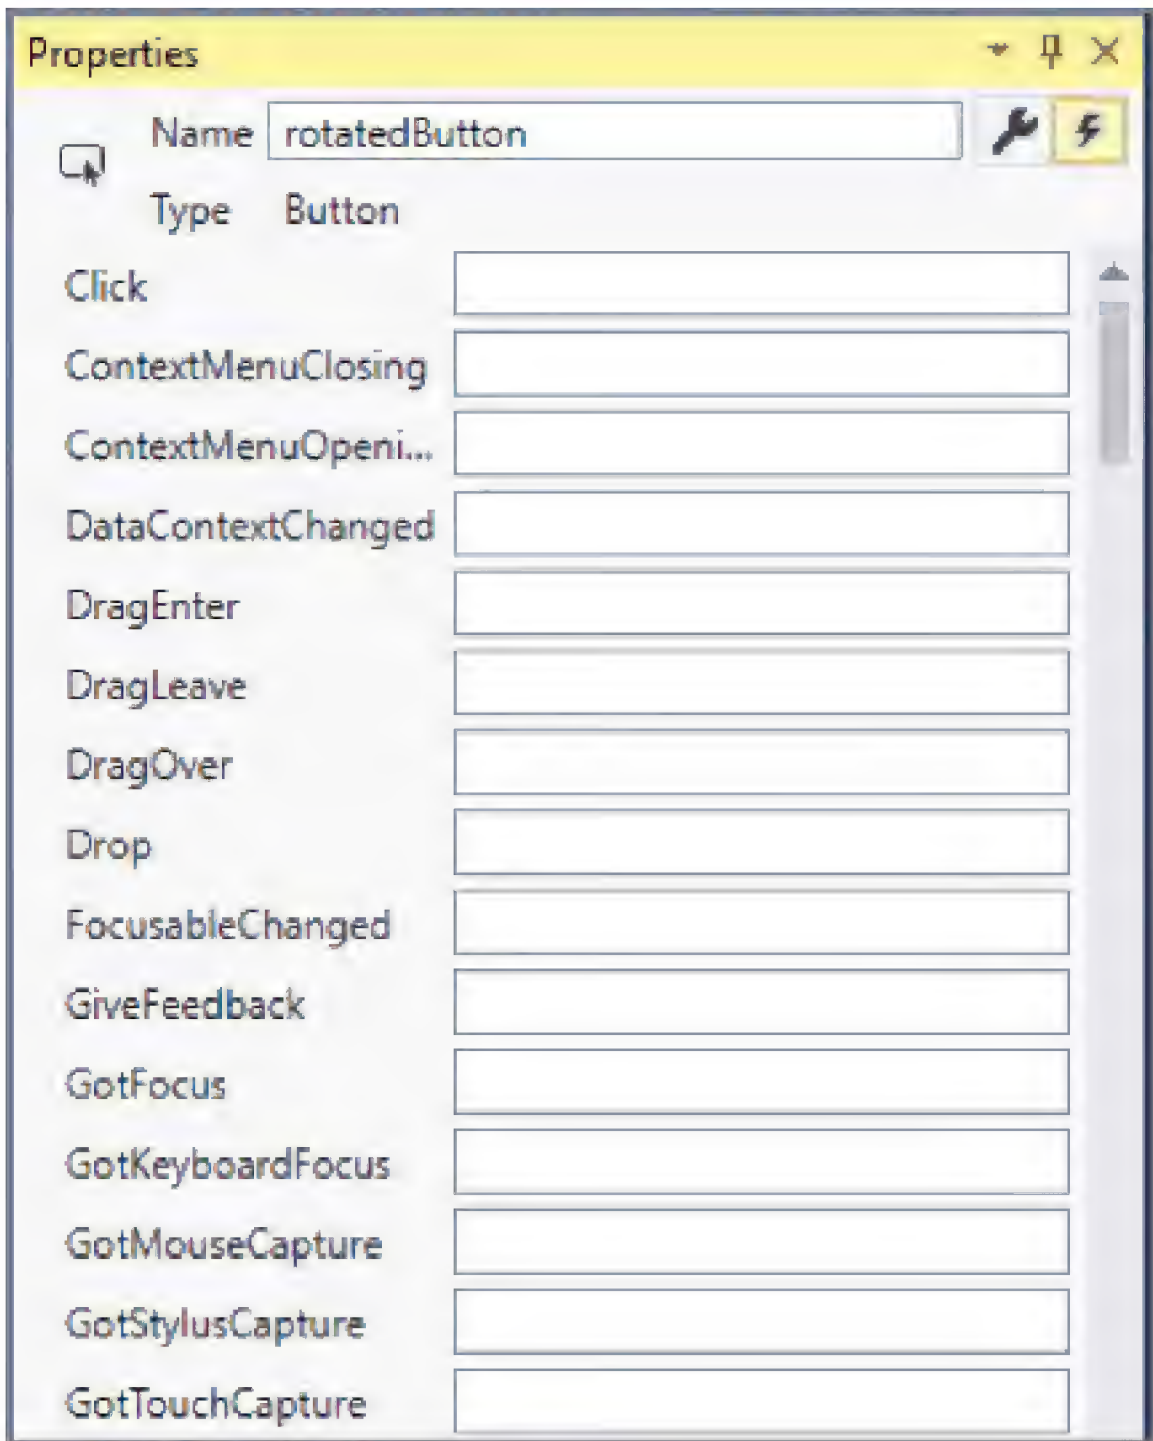 Properties
Name rotatedButton
Type Button
Click
ContextMenuClosing
ContextMenuOpeni...
DataContextChanged
DragEnter
DragLeave
DragOver
Drop
FocusableChanged
GiveFeedback
GotFocus
GotKeyboardFocus
GotMouseCapture
GotStylusCapture
GotTouchCapture